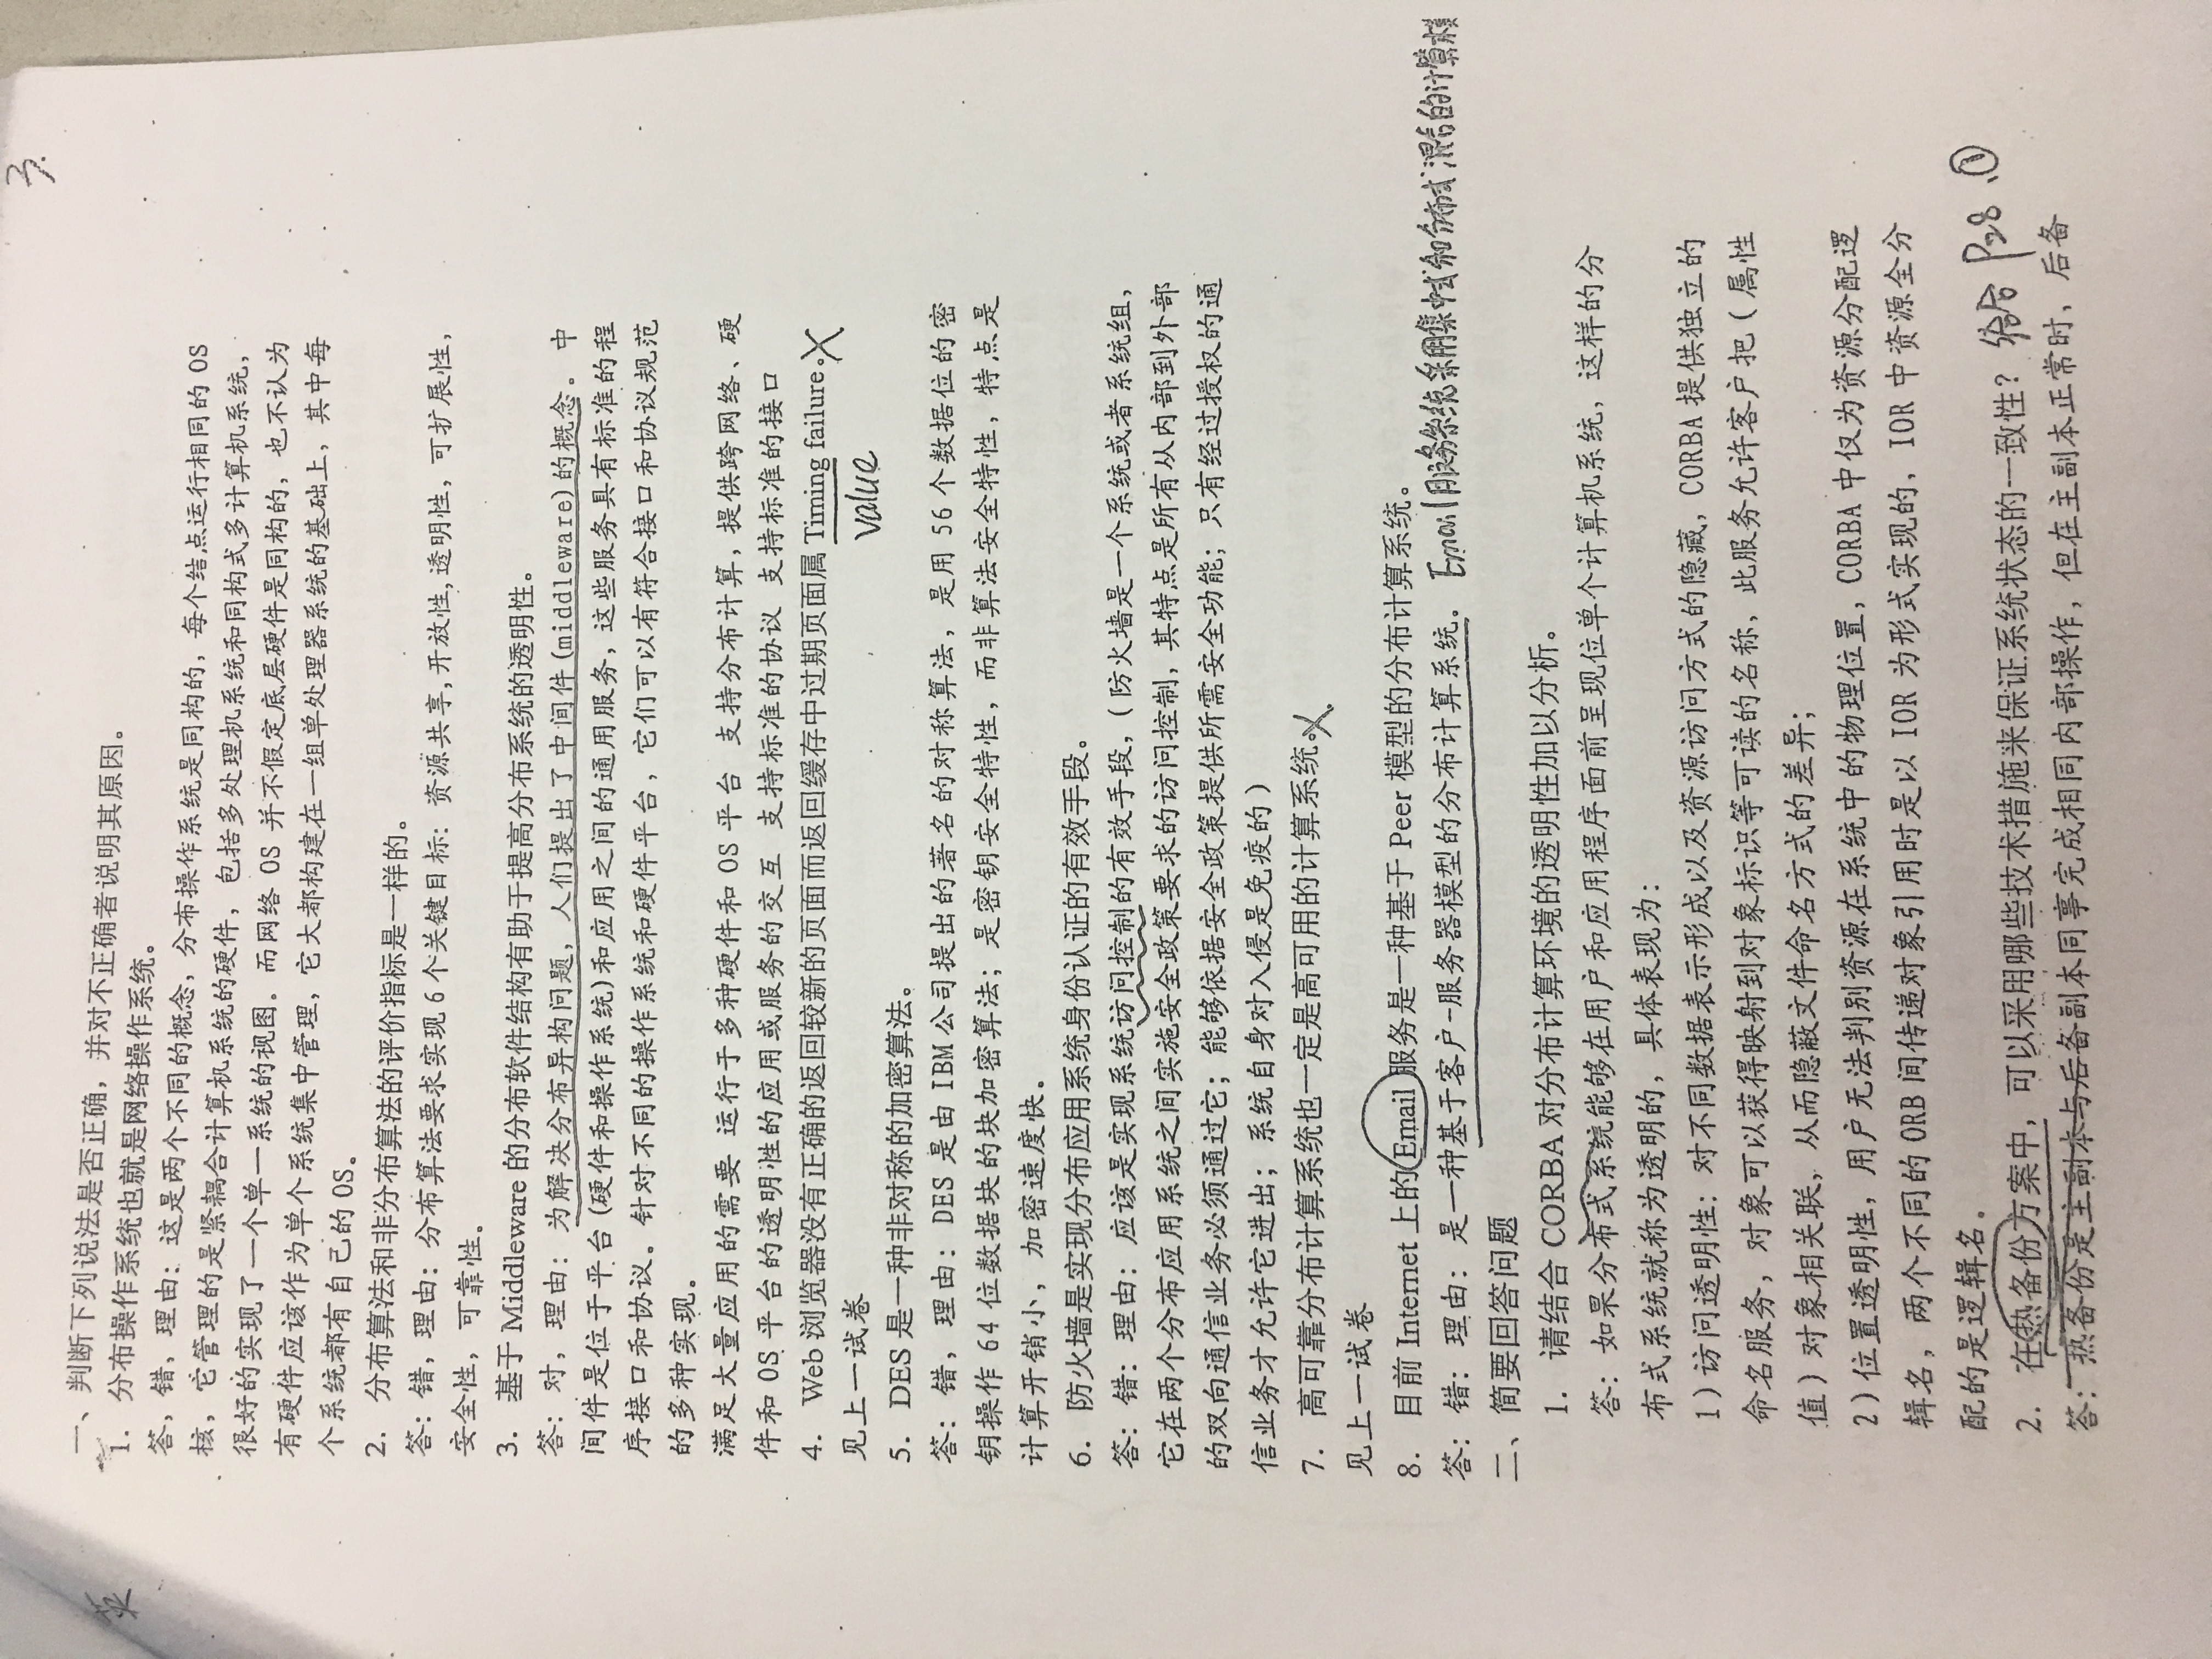 3.
英
一、判断下列说法是否正确，并对不正确者说明其原因。
1. 分布操作系统也就是网络操作系统。
答，错，理由：这是两个不同的概念，分布操作系统是同构的，每个结点运行相同的 OS
核，它管理的是紧耦合计算机系统的硬件，包括多处理机系统和同构式多计算机系统，
很好的实现了一个单一系统的视图。而网络 OS 并不假定底层硬件是同构的，也不认为
有硬件应该作为单个系统集中管理，它大都构建在一组单处理器系统的基础上，其中每
个系统都有自己的 OS。
2. 分布算法和非分布算法的评价指标是一样的。
答：错，理由：分布算法要求实现 6 个关键目标：资源共享,开放性,透明性，可扩展性，
安全性，可靠性。
3. 基于 Middleware 的分布软件结构有助于提高分布系统的透明性。
答：对，理由：为解决分布异构问题，人们提出了中间件(middleware)的概念。中
间件是位于平台(硬件和操作系统)和应用之间的通用服务，这些服务具有标准的程
序接口和协议。针对不同的操作系统和硬件平台，它们可以有符合接口和协议规范
的多种实现。
满足大量应用的需要 运行于多种硬件和 OS 平台 支持分布计算，提供跨网络、硬
件和 OS 平台的透明性的应用或服务的交互 支持标准的协议 支持标准的接口
4. Web 浏览器没有正确的返回较新的页面而返回缓存中过期页面属 Timing failure。X
见上一试卷 value
5. DES 是一种非对称的加密算法。
答：错，理由：DES 是由 IBM 公司提出的著名的对称算法，是用 56 个数据位的密
钥操作 64 位数据块的块加密算法；是密钥安全特性，而非算法安全特性，特点是
计算开销小，加密速度快。
6. 防火墙是实现分布应用系统身份认证的有效手段。
答：错：理由：应该是实现系统访问控制的有效手段，（防火墙是一个系统或者系统组，
它在两个分布应用系统之间实施安全政策要求的访问控制，其特点是所有从内部到外部
的双向通信业务必须通过它；能够依据安全政策提供所需安全功能；只有经过授权的通
信业务才允许它进出；系统自身对入侵是免疫的）
7. 高可靠分布计算系统也一定是高可用的计算系统。X
见上一试卷
8. 目前 Internet 上的 Email 服务是一种基于 Peer 模型的分布计算系统。
答：错：理由：是一种基于客户-服务器模型的分布计算系统。 Email服务系统采用集中式和分布式混合的计算模
二、简要回答问题
1. 请结合 CORBA 对分布计算环境的透明性加以分析。
答：如果分布式系统能够在用户和应用程序面前呈现位单个计算机系统，这样的分
布式系统就称为透明的，具体表现为：
1)访问透明性：对不同数据表示形成以及资源访问方式的隐藏，CORBA 提供独立的
命名服务，对象可以获得映射到对象标识等可读的名称，此服务允许客户把（属性
值）对象相关联，从而隐蔽文件命名方式的差异；
2)位置透明性，用户无法判别资源在系统中的物理位置，CORBA 中仅为资源分配逻
辑名，两个不同的 ORB 间传递对象引用时是以 IOR 为形式实现的，IOR 中资源全分
配的是逻辑名。
2. 在热备份方案中，可以采用哪些技术措施来保证系统状态的一致性？ 结合 P28、①
答：热备份是主副本与后备副本同事完成相同内部操作，但在主副本正常时，后备